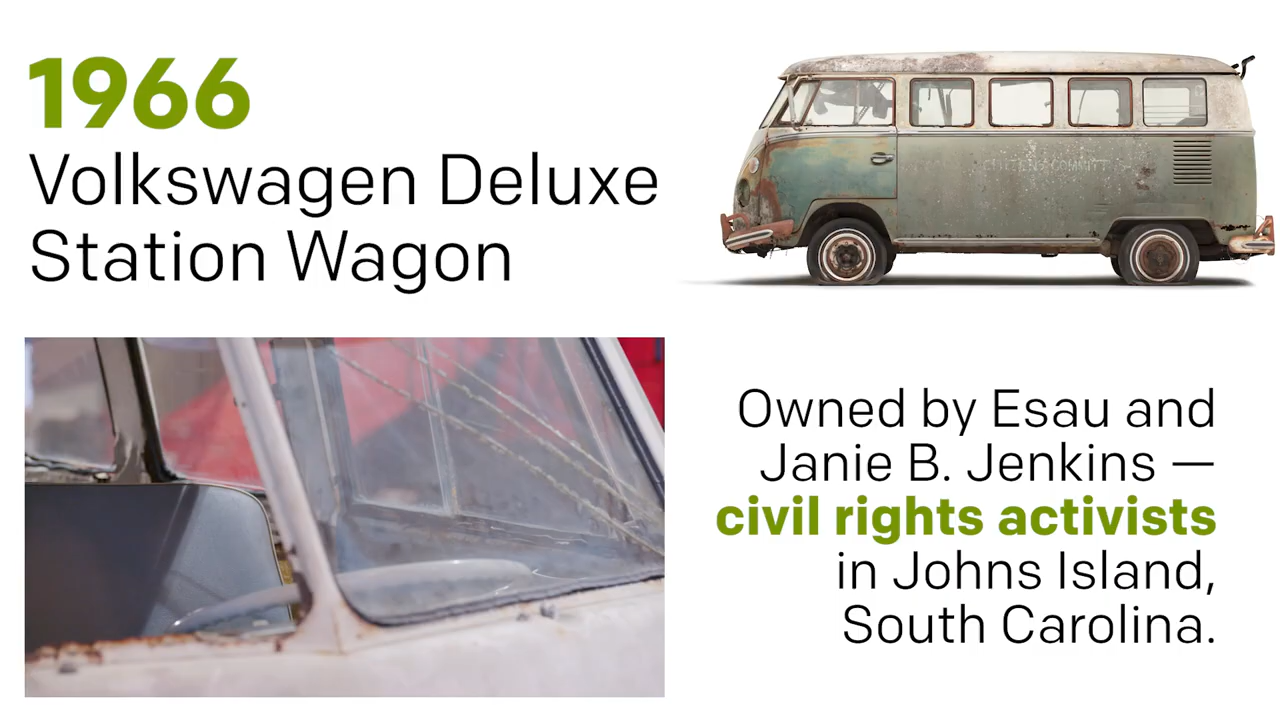 1966
Volkswagen Deluxe
Station Wagon
Owned by Esau and
Janie B. Jenkins —
civil rights activists
in Johns Island,
South Carolina.